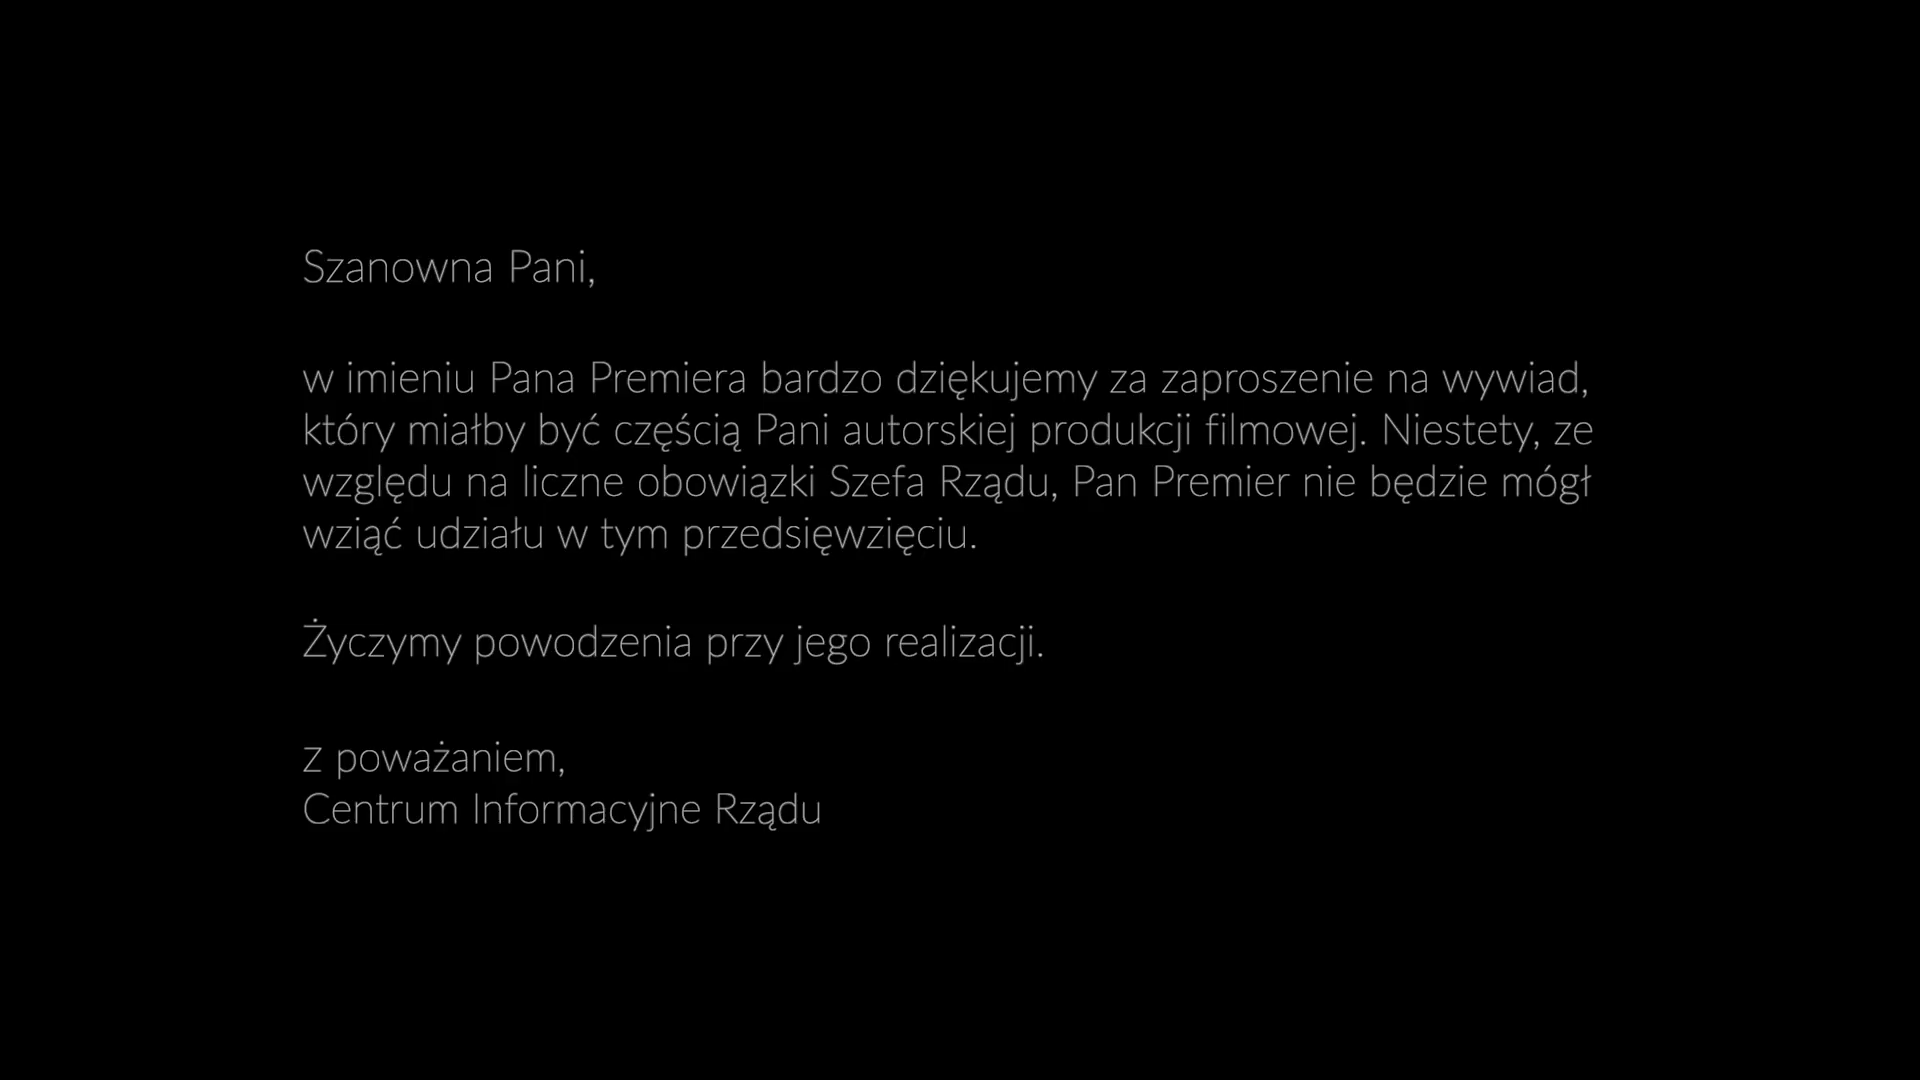 Szanowna Pani,
w imieniu Pana Premiera bardzo dziękujemy za zaproszenie na wywiad,
który miałby być częścią Pani autorskiej produkcji filmowej. Niestety, ze
względu na liczne obowiązki Szefa Rządu, Pan Premier nie będzie mógł
wziąć udziału w tym przedsięwzięciu.
Życzymy powodzenia przy jego realizacji.
z poważaniem,
Centrum Informacyjne Rządu